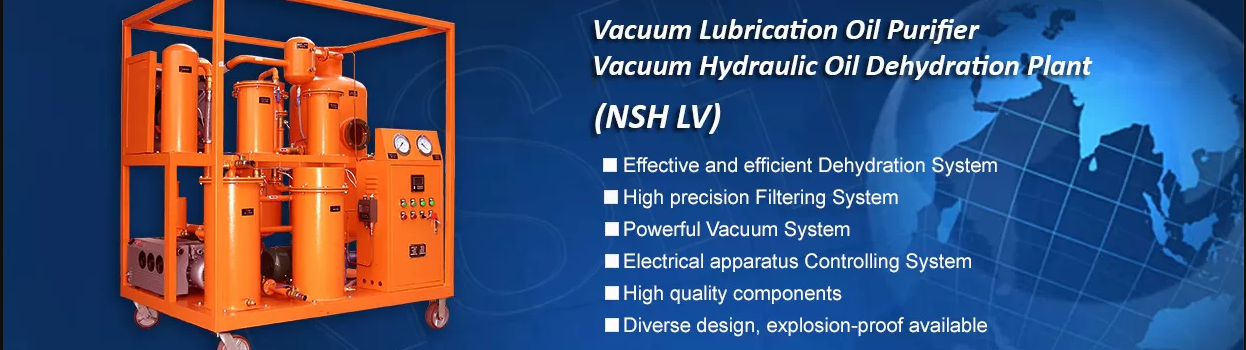 Vacuum Lubrication Oil Purifier
Vacuum Hydraulic Oil Dehydration Plant
(NSH LV)
Effective and efficient Dehydration System
High precision Filtering System
Powerful Vacuum System
Electrical apparatus Controlling System
High quality components
Diverse design, explosion-proof available